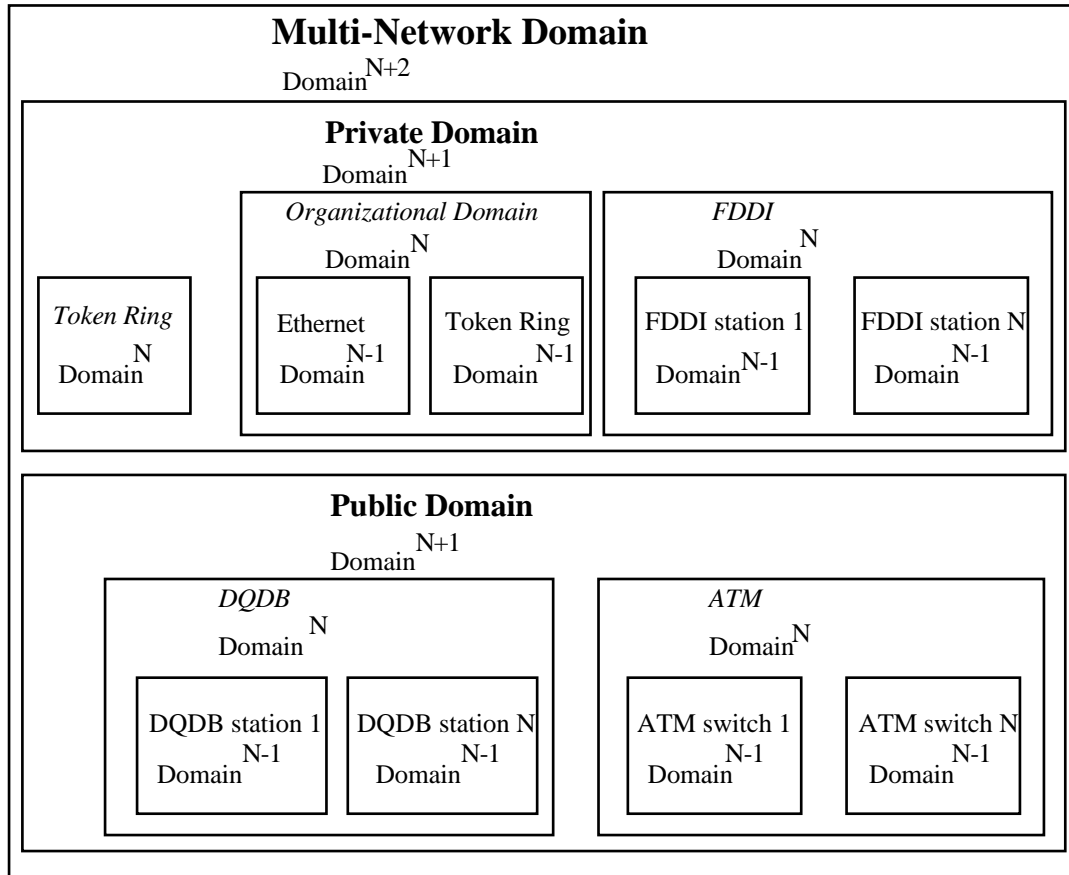 Multi-Network Domain
Domain^N+2
Private Domain
Domain^N+1
Organizational Domain
Domain^N
FDDI
Domain^N
Token Ring
Domain^N
Ethernet
Domain^N-1
Token Ring
Domain^N-1
FDDI station 1
Domain^N-1
FDDI station N
Domain^N-1
Public Domain
Domain^N+1
DQDB
Domain^N
ATM
Domain^N
DQDB station 1
Domain^N-1
DQDB station N
Domain^N-1
ATM switch 1
Domain^N-1
ATM switch N
Domain^N-1